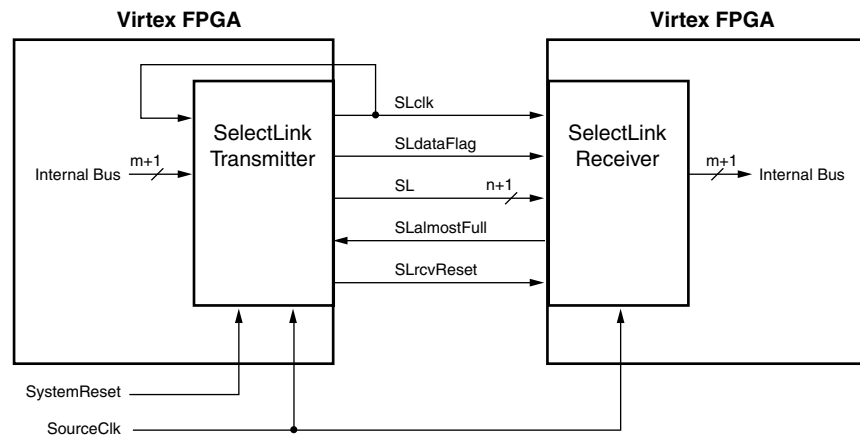 Virtex FPGA
Virtex FPGA
SLclk
SelectLink
Transmitter
SLdataFlag
SelectLink
Receiver
Internal Bus
m+1
SL
n+1
m+1
Internal Bus
SLalmostFull
SLrcvReset
SystemReset
SourceClk